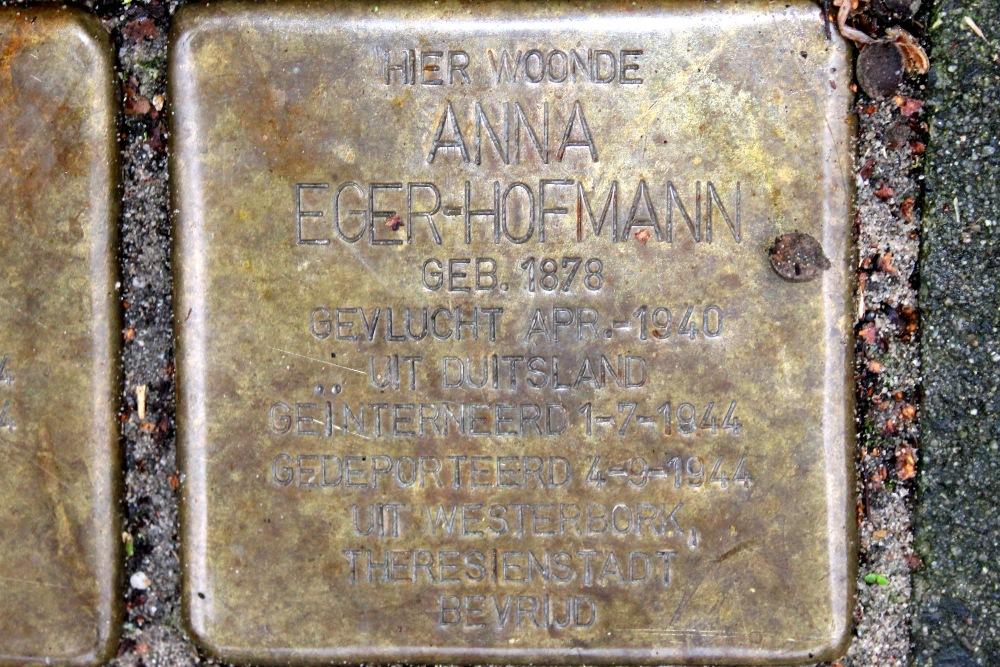 HIER WOONDE
ANNA
EGER-HOFMANN
GEB. 1878
GEVLUCHT APR.-1940
UIT DUITSLAND
GEÏNTERNEERD 1-7-1944
GEDEPORTEERD 4-9-1944
UIT WESTERBORK,
THERESIENSTADT
BEVRIJD